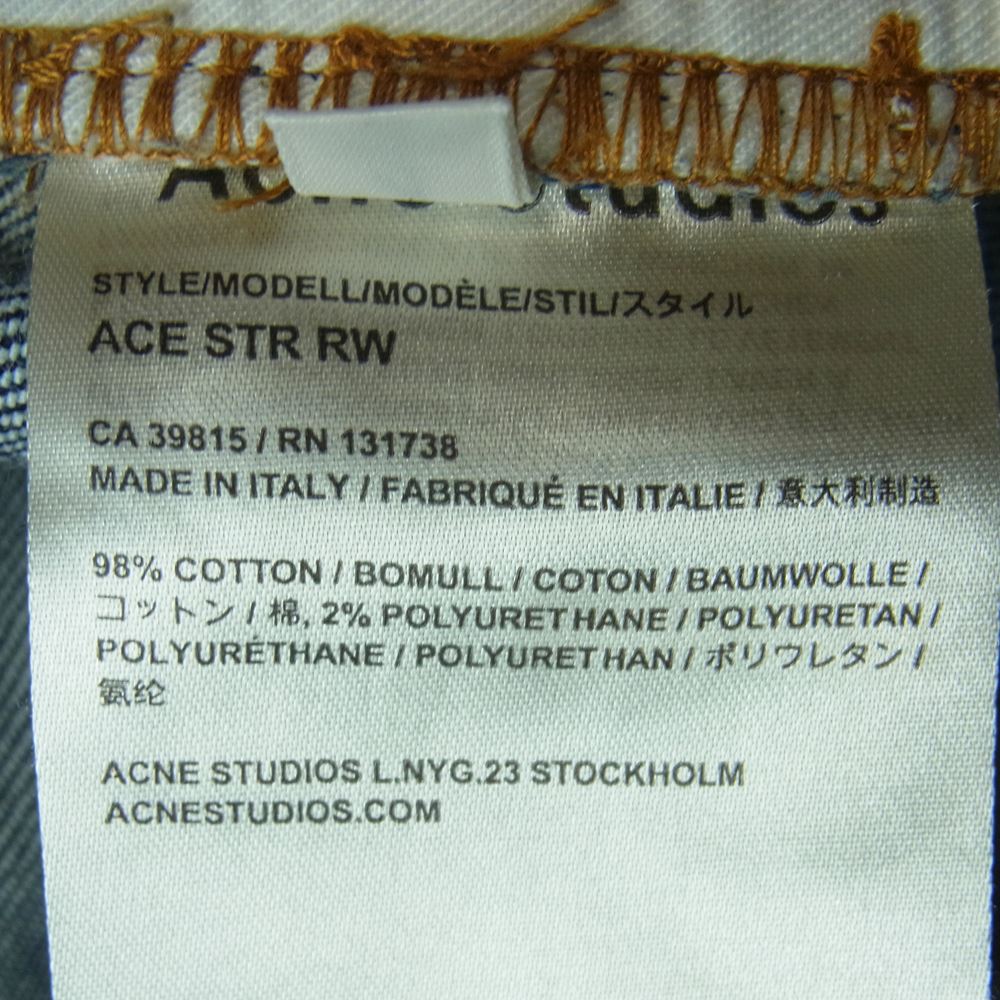 Acne Studios
STYLE/MODELL/MODÈLE/STIL/スタイル
ACE STR RW
CA 39815 / RN 131738
MADE IN ITALY / FABRIQUÉ EN ITALIE / 意大利制造
98% COTTON / BOMULL / COTON / BAUMWOLLE /
コットン / 棉, 2% POLYURETHANE / POLYURETAN /
POLYURÉTHANE / POLYURETHAN / ポリウレタン /
氨纶
ACNE STUDIOS L.NYG.23 STOCKHOLM
ACNESTUDIOS.COM